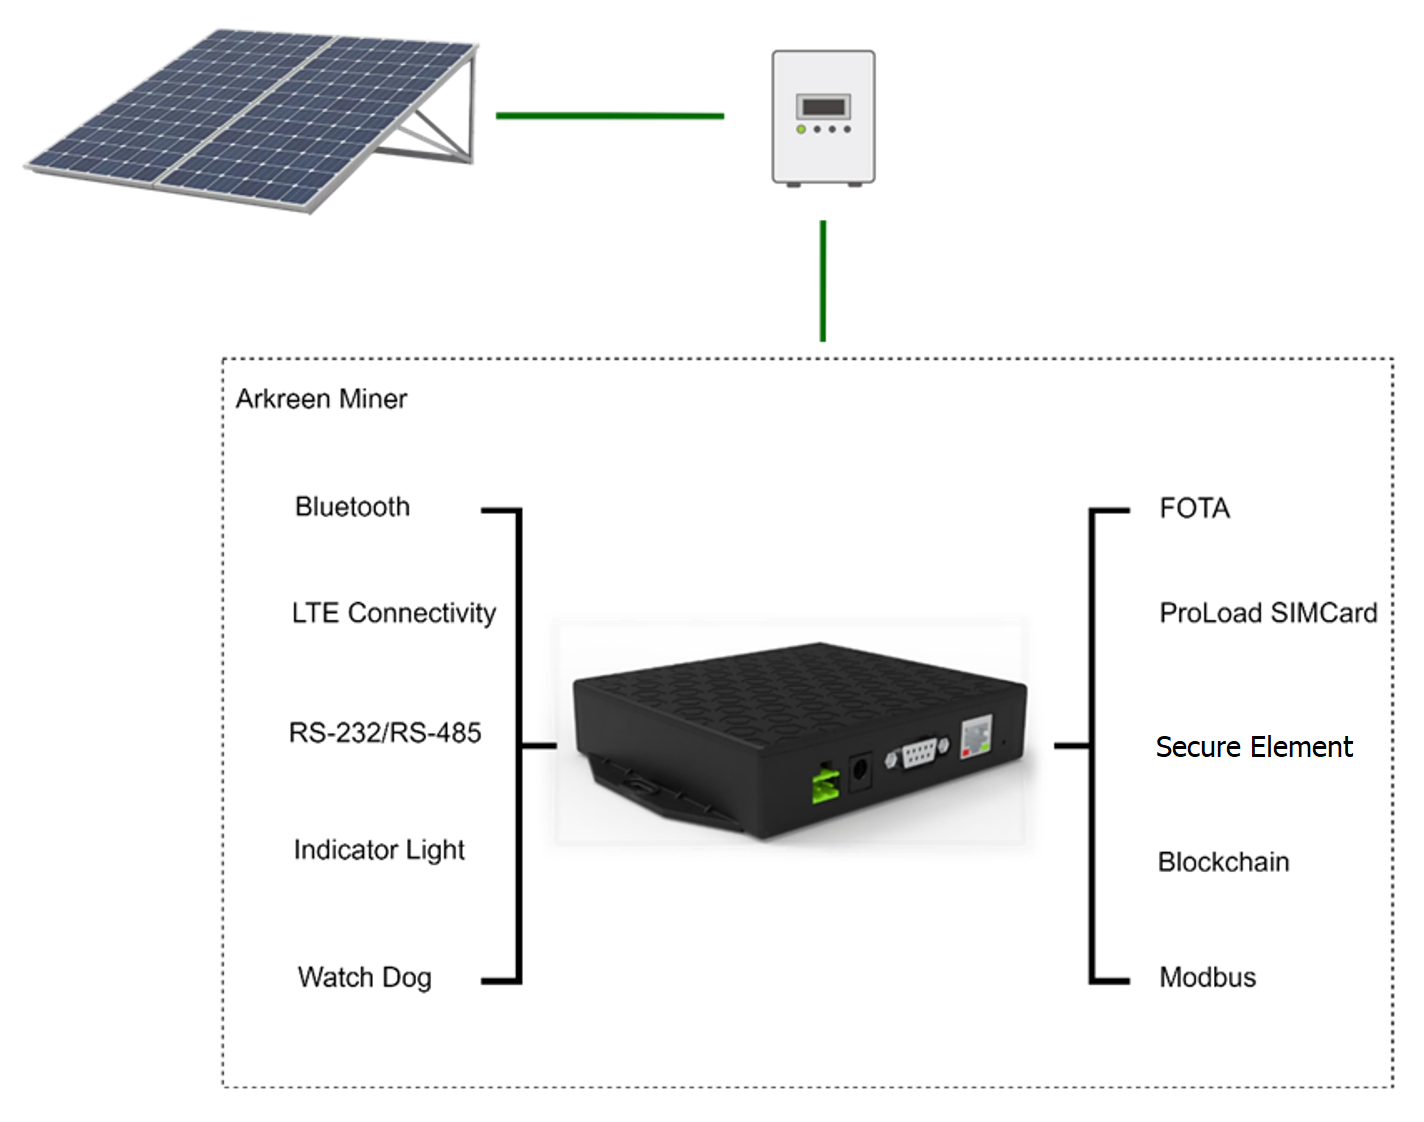 Arkreen Miner
Bluetooth
LTE Connectivity
RS-232/RS-485
Indicator Light
Watch Dog
FOTA
ProLoad SIMCard
Secure Element
Blockchain
Modbus